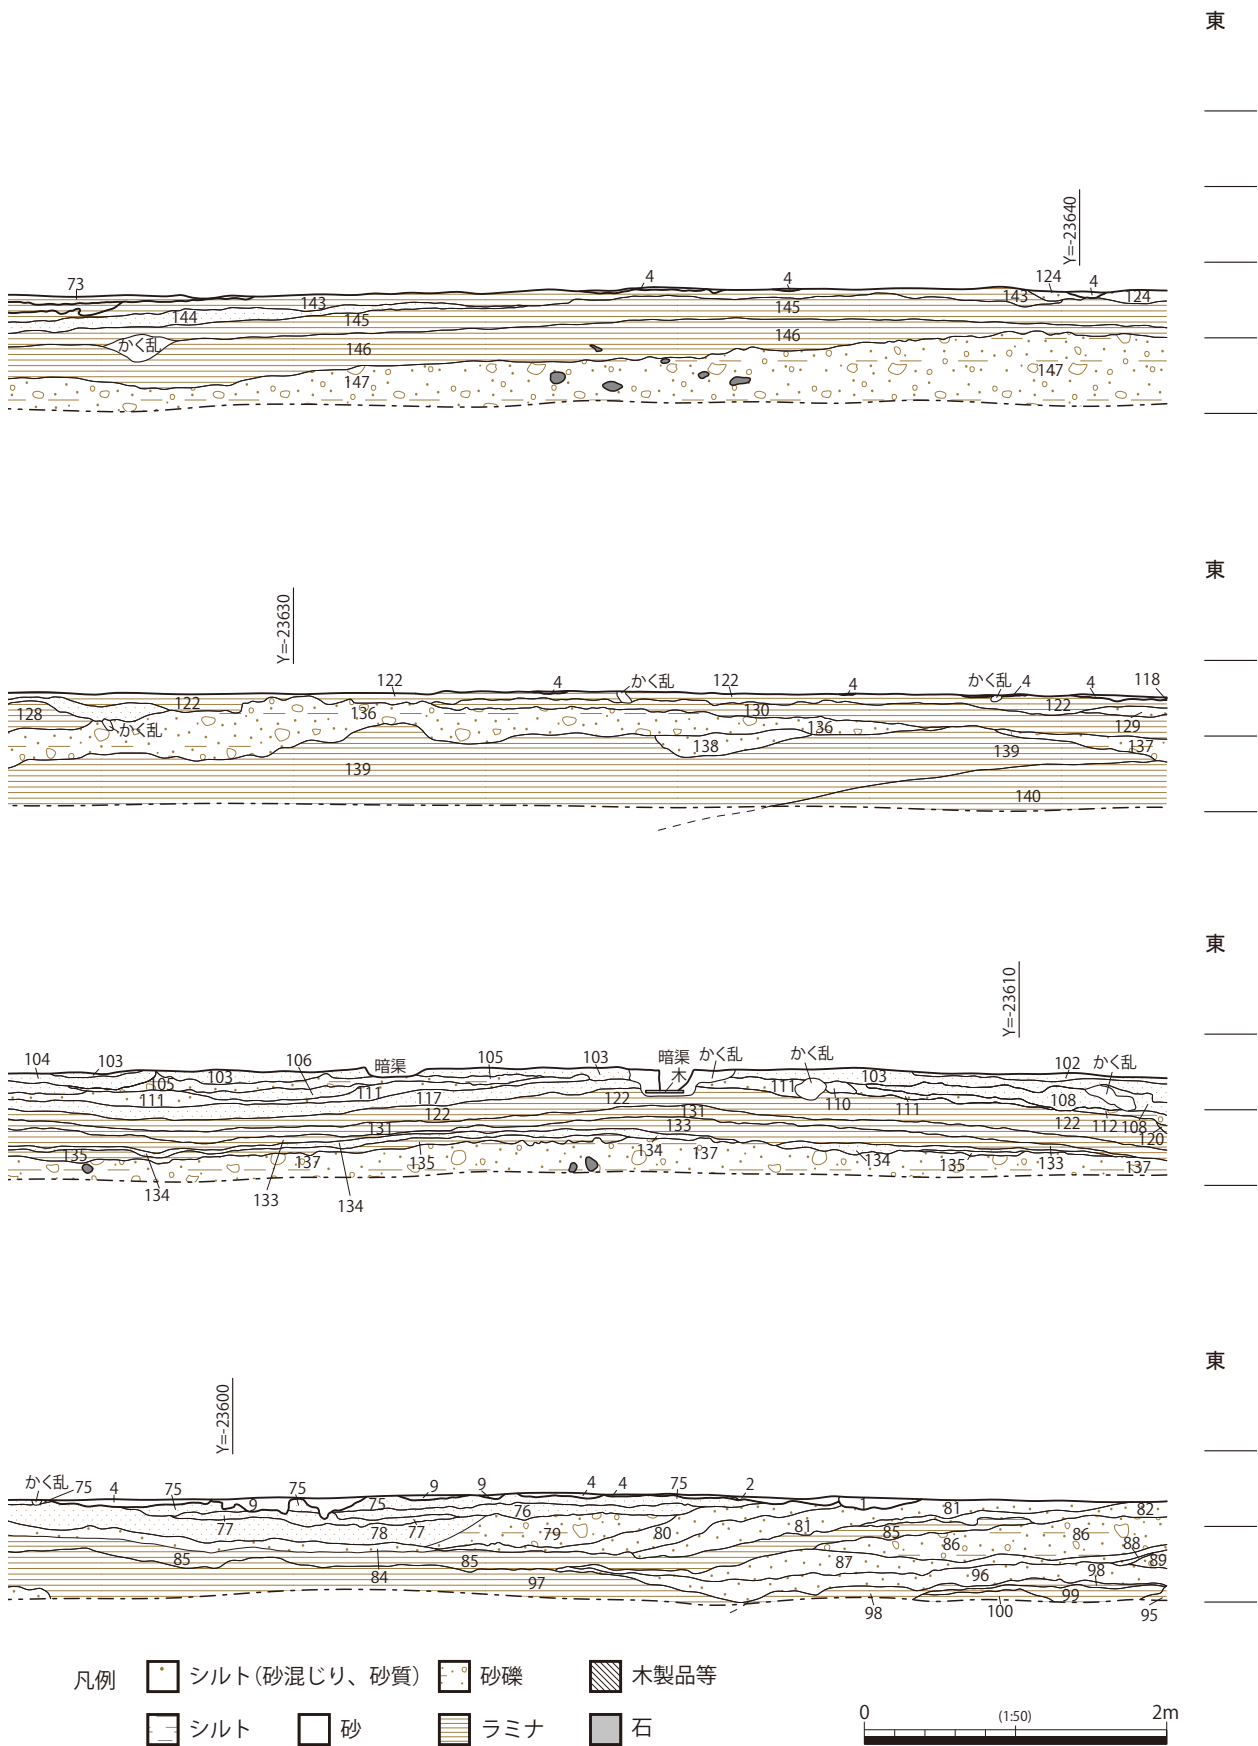 東
Y=-23640
73 4 4 124 4
143 143 124
144 145 145
かく乱 146 146
147 147
東
Y=-23630
122 4 かく乱 122 4 かく乱 4 4 118
128 122 136 130 122 129
かく乱 136 137
139 138 139
140
東
Y=-23610
104 103 106 暗渠 105 103 暗渠 かく乱 かく乱 102 かく乱
105 103 木 103
111 111 117 122 111 110 111 108
122 131 122 112 108
131 133 120
135 137 135 134 137 134 135 133 137
134 133 134
東
Y=-23600
かく乱 75 4 75 75 9 9 4 4 75 2
9 75 76 1 81 82
77 78 77 79 80 81 85 86 86 88
85 84 85 87 89
97 96 98
98 100 99 95
凡例 シルト(砂混じり、砂質) 砂礫 木製品等
シルト 砂 ラミナ 石
0 (1:50) 2m